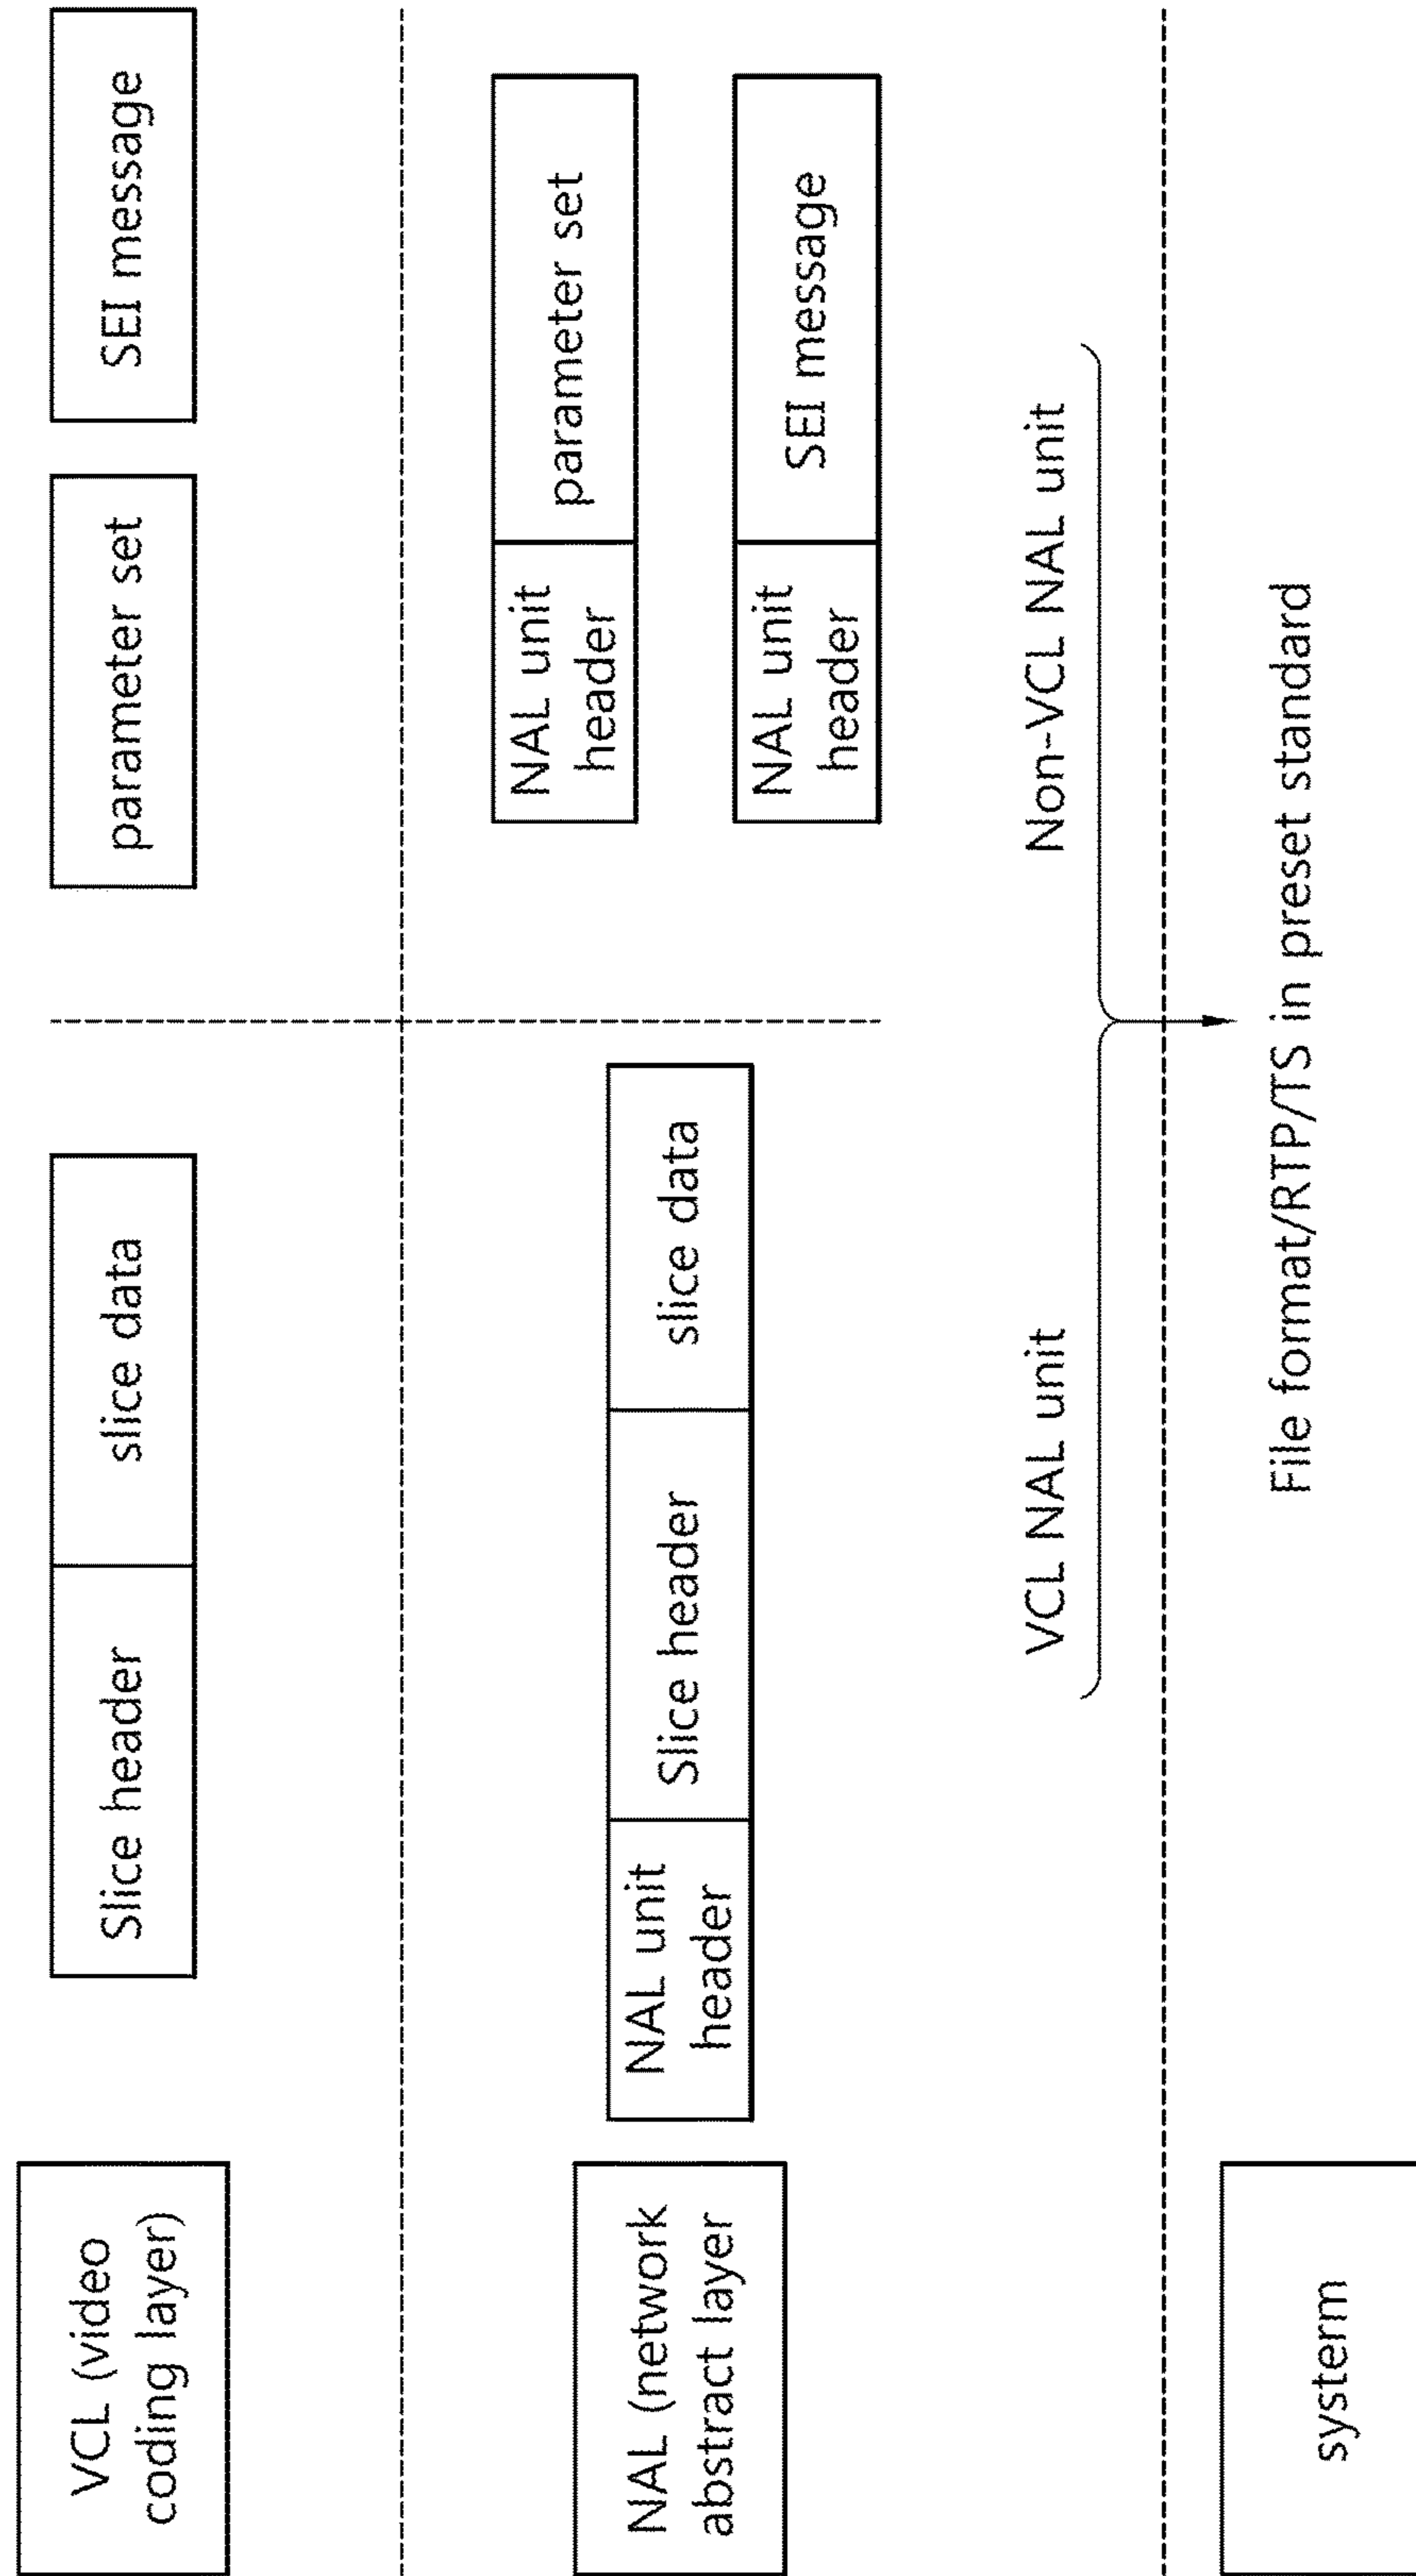 VCL (video
coding layer)
Slice header
slice data
parameter set
SEI message
NAL (network
abstract layer
NAL unit
header
Slice header
slice data
NAL unit
header
parameter set
NAL unit
header
SEI message
VCL NAL unit
Non-VCL NAL unit
systerm
File format/RTP/TS in preset standard